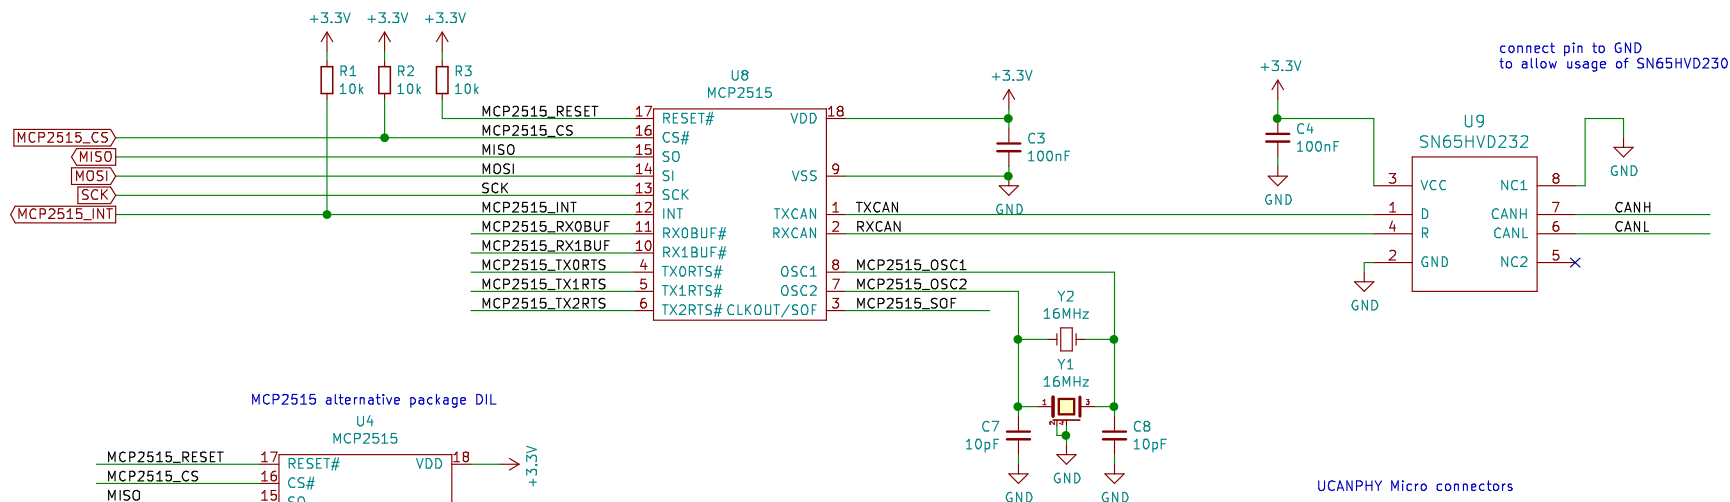 +3.3V +3.3V +3.3V
R1 R2 R3
10k 10k 10k
MCP2515_CS
MISO
MOSI
SCK
MCP2515_INT
U8
MCP2515
MCP2515_RESET 17 RESET#
MCP2515_CS 16 CS#
MISO 15 SO
MOSI 14 SI
SCK 13 SCK
MCP2515_INT 12 INT
MCP2515_RX0BUF 11 RX0BUF#
MCP2515_RX1BUF 10 RX1BUF#
MCP2515_TX0RTS 4 TX0RTS#
MCP2515_TX1RTS 5 TX1RTS#
MCP2515_TX2RTS 6 TX2RTS#
VDD 18
VSS 9
TXCAN 1 TXCAN
RXCAN 2 RXCAN
OSC1 8 MCP2515_OSC1
OSC2 7 MCP2515_OSC2
CLKOUT/SOF 3 MCP2515_SOF
+3.3V
C3
100nF
GND
Y2
16MHz
Y1
16MHz
1 3
2 4
C7
10pF
C8
10pF
GND
GND
GND
+3.3V
C4
100nF
GND
connect pin to GND
to allow usage of SN65HVD230
U9
SN65HVD232
3 VCC
1 D
4 R
2 GND
NC1 8
CANH 7 CANH
CANL 6 CANL
NC2 5
GND
GND
MCP2515 alternative package DIL
U4
MCP2515
MCP2515_RESET 17 RESET# VDD 18 +3.3V
MCP2515_CS 16 CS#
MISO 15 SO
UCANPHY Micro connectors